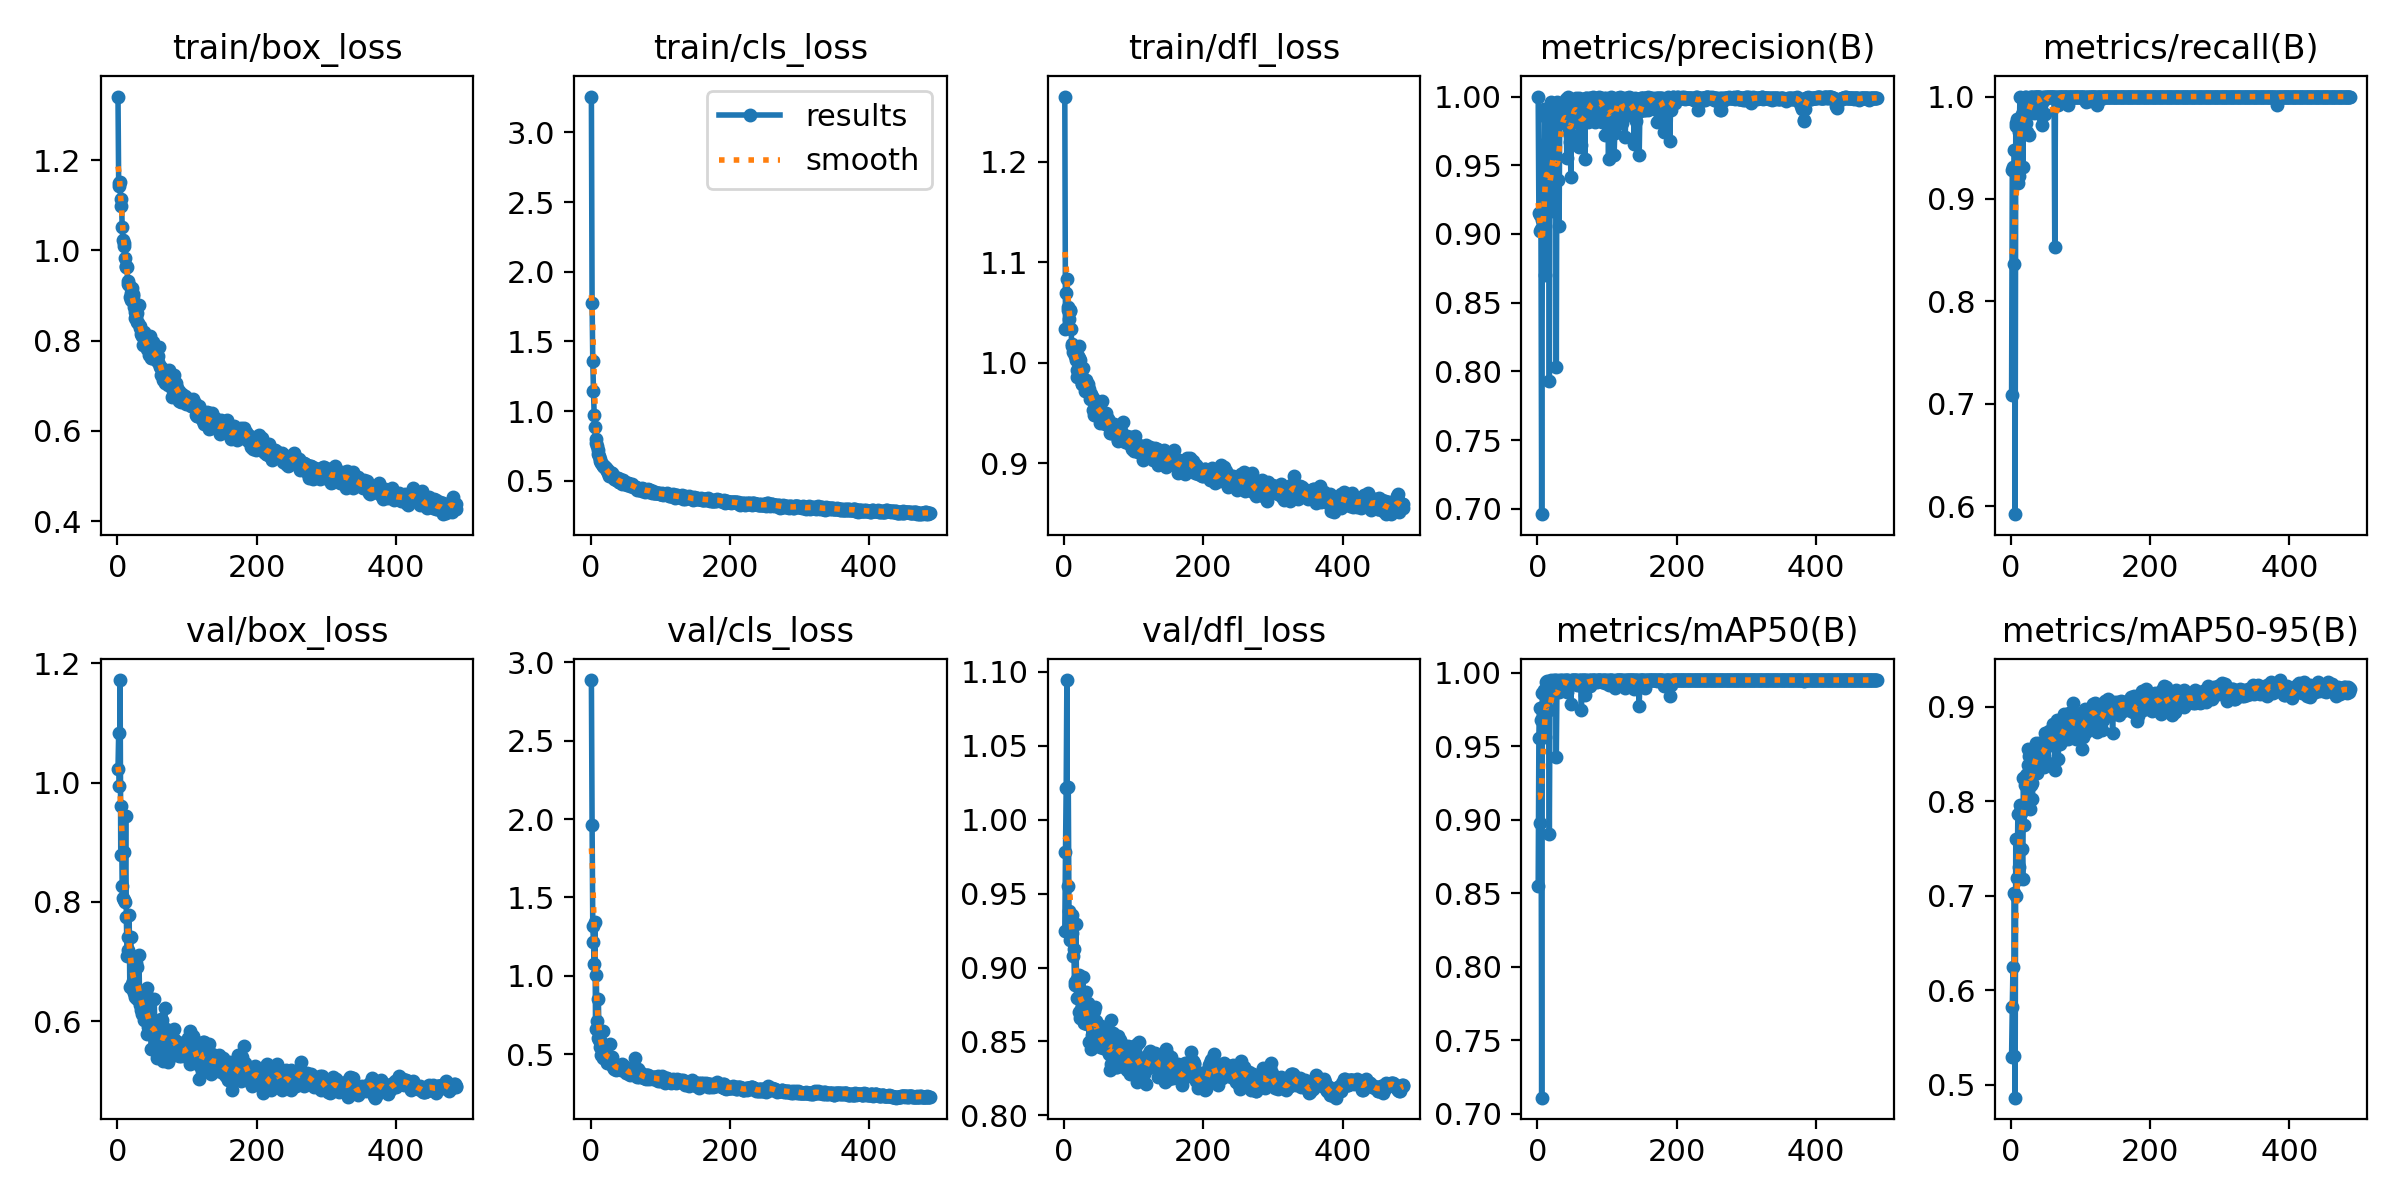 train/box_loss
1.2
1.0
0.8
0.6
0.4
0 200 400
train/cls_loss
results
smooth
3.0
2.5
2.0
1.5
1.0
0.5
0 200 400
train/dfl_loss
1.2
1.1
1.0
0.9
0 200 400
metrics/precision(B)
1.00
0.95
0.90
0.85
0.80
0.75
0.70
0 200 400
metrics/recall(B)
1.0
0.9
0.8
0.7
0.6
0 200 400
val/box_loss
1.2
1.0
0.8
0.6
0 200 400
val/cls_loss
3.0
2.5
2.0
1.5
1.0
0.5
0 200 400
val/dfl_loss
1.10
1.05
1.00
0.95
0.90
0.85
0.80
0 200 400
metrics/mAP50(B)
1.00
0.95
0.90
0.85
0.80
0.75
0.70
0 200 400
metrics/mAP50-95(B)
0.9
0.8
0.7
0.6
0.5
0 200 400